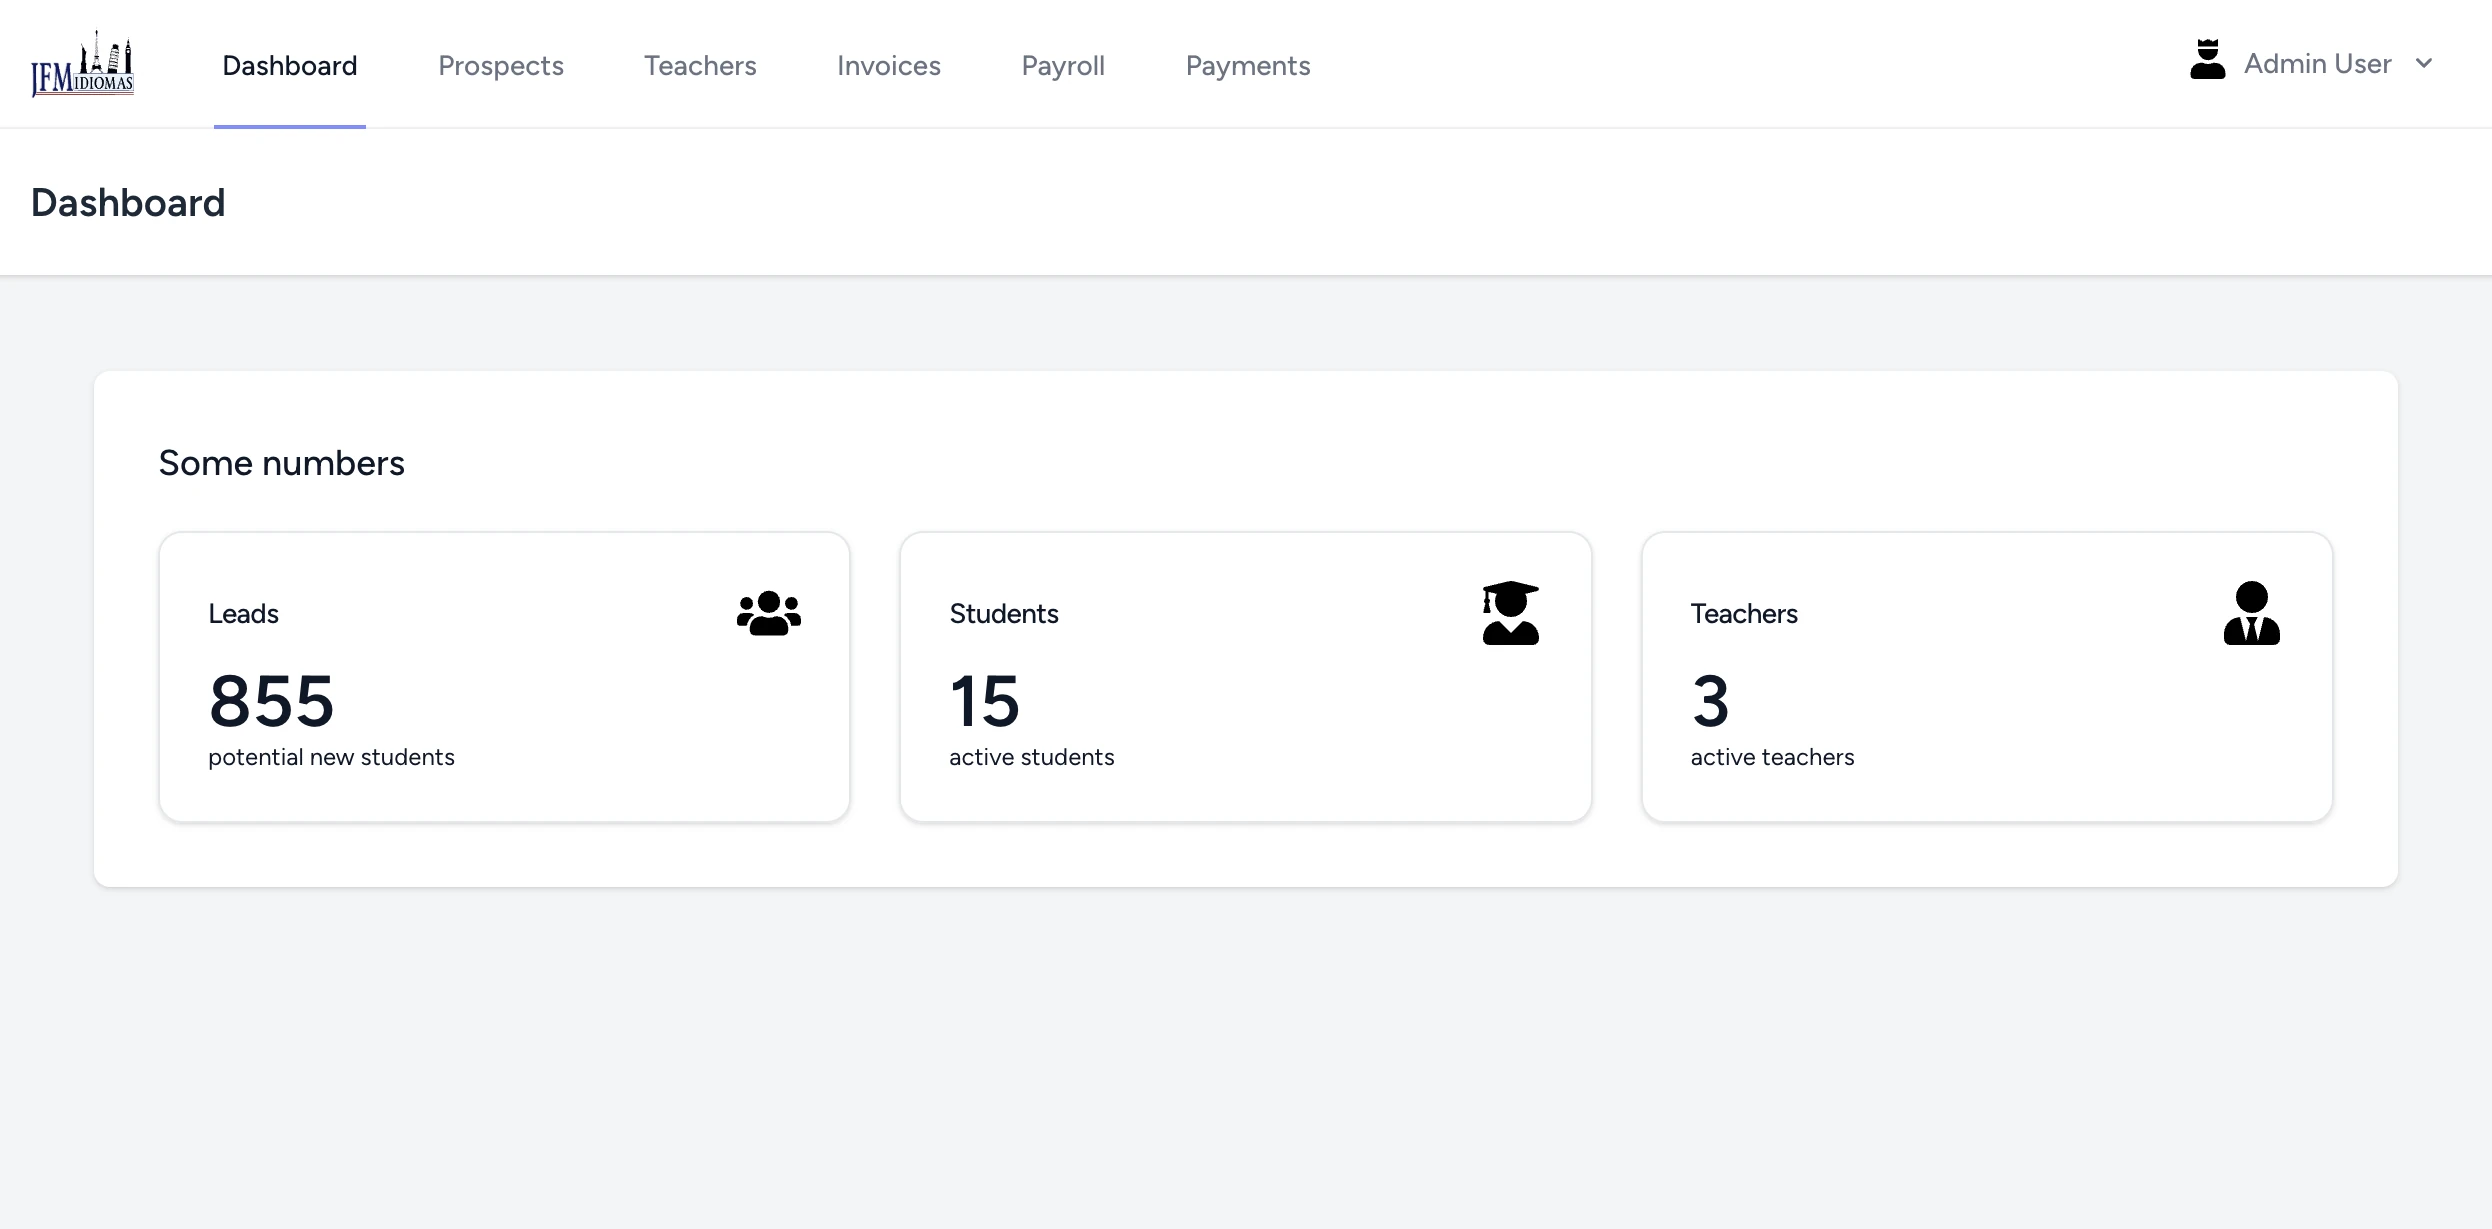 JFM IDIOMAS
Dashboard Prospects Teachers Invoices Payroll Payments Admin User
Dashboard
Some numbers
Leads
855
potential new students
Students
15
active students
Teachers
3
active teachers